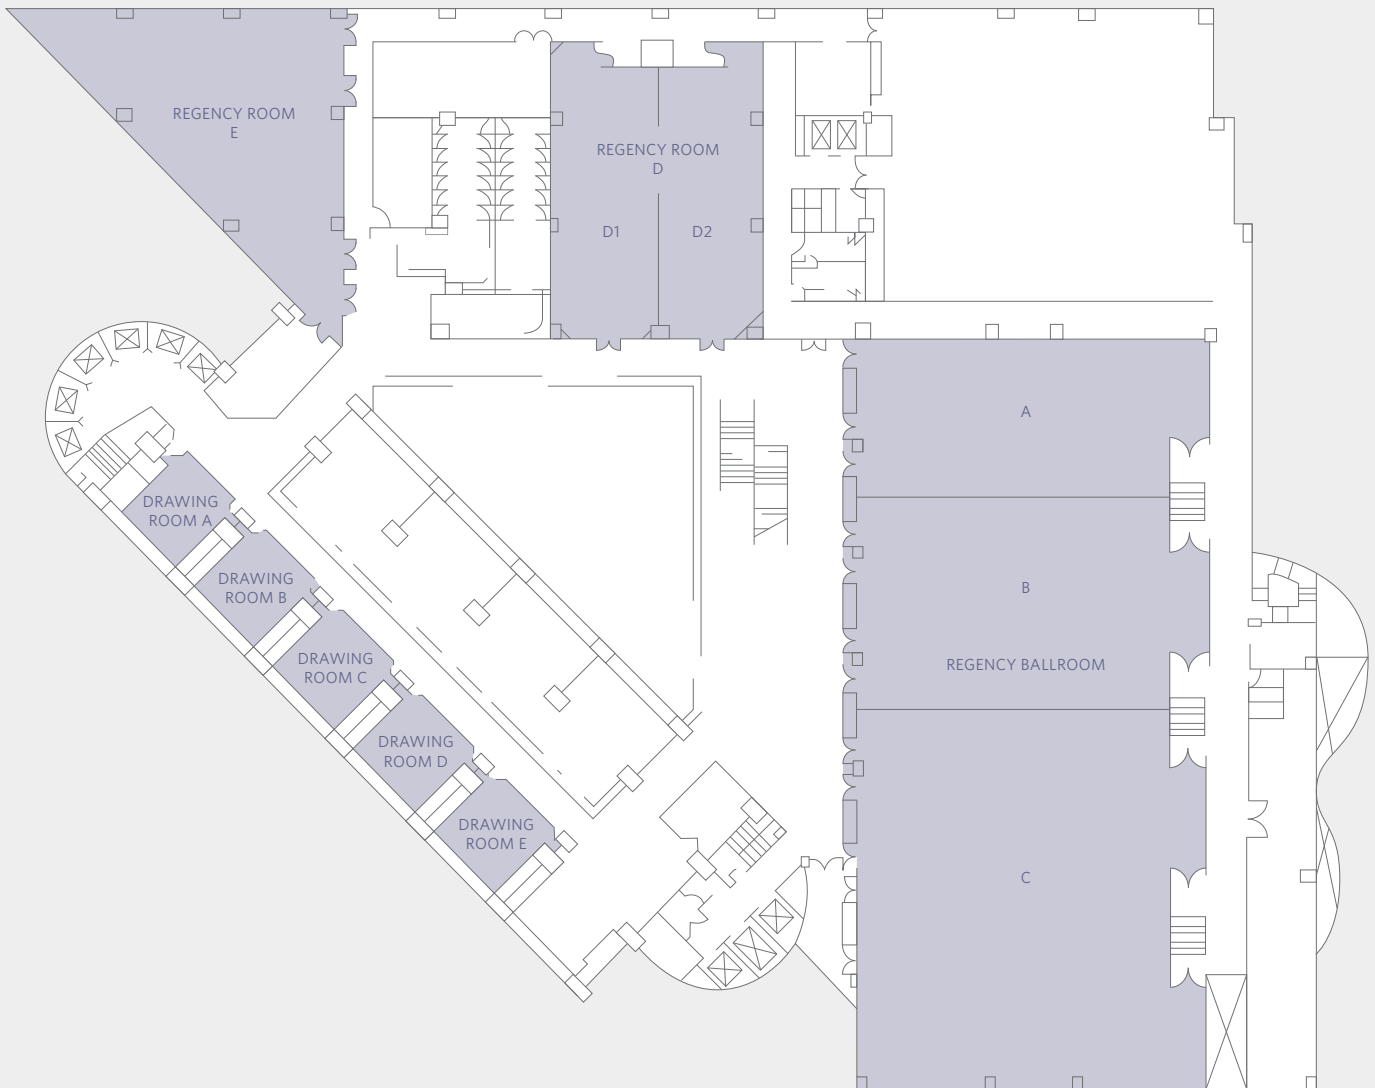 REGENCY ROOM
E
REGENCY ROOM
D
D1
D2
A
B
REGENCY BALLROOM
C
DRAWING
ROOM A
DRAWING
ROOM B
DRAWING
ROOM C
DRAWING
ROOM D
DRAWING
ROOM E